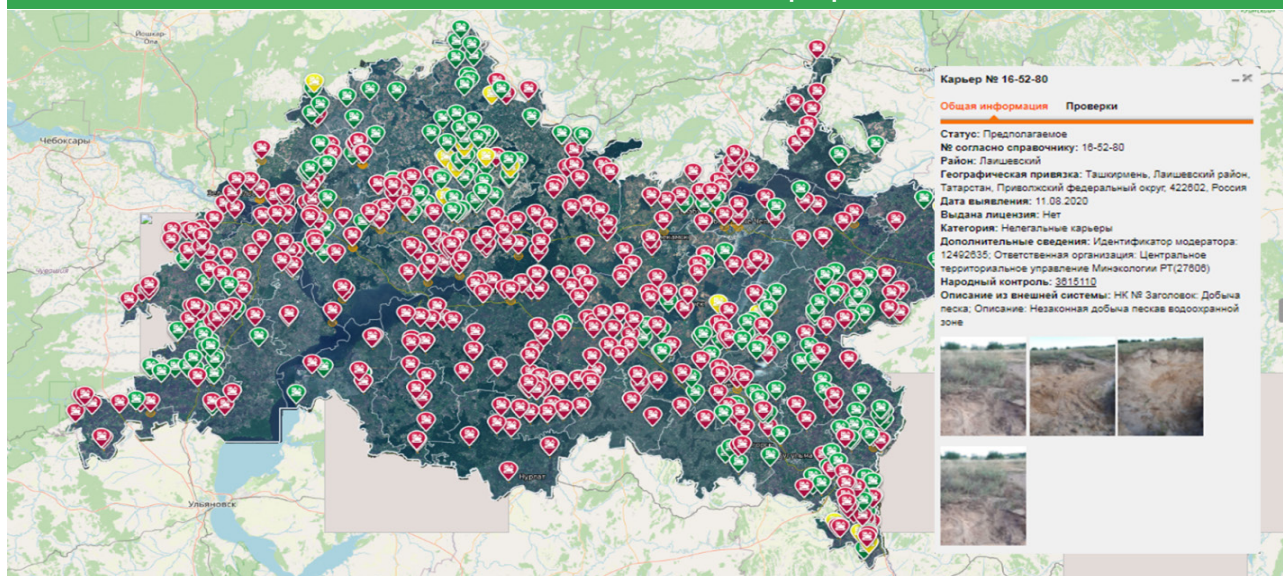 Йошкар-
Ола
Чебоксары
Ульяновск
Нурлат
Карьер № 16-52-80
Общая информация Проверки
Статус: Предполагаемое
№ согласно справочнику: 16-52-80
Район: Лаишевский
Географическая привязка: Ташкирмень, Лаишевский район,
Татарстан, Приволжский федеральный округ, 422602, Россия
Дата выявления: 11.08.2020
Выдана лицензия: Нет
Категория: Нелегальные карьеры
Дополнительные сведения: Идентификатор модератора:
12492635; Ответственная организация: Центральное
территориальное управление Минэкологии РТ(27606)
Народный контроль: 3615110
Описание из внешней системы: НК № Заголовок: Добыча
песка; Описание: Незаконная добыча пескав водоохранной
зоне